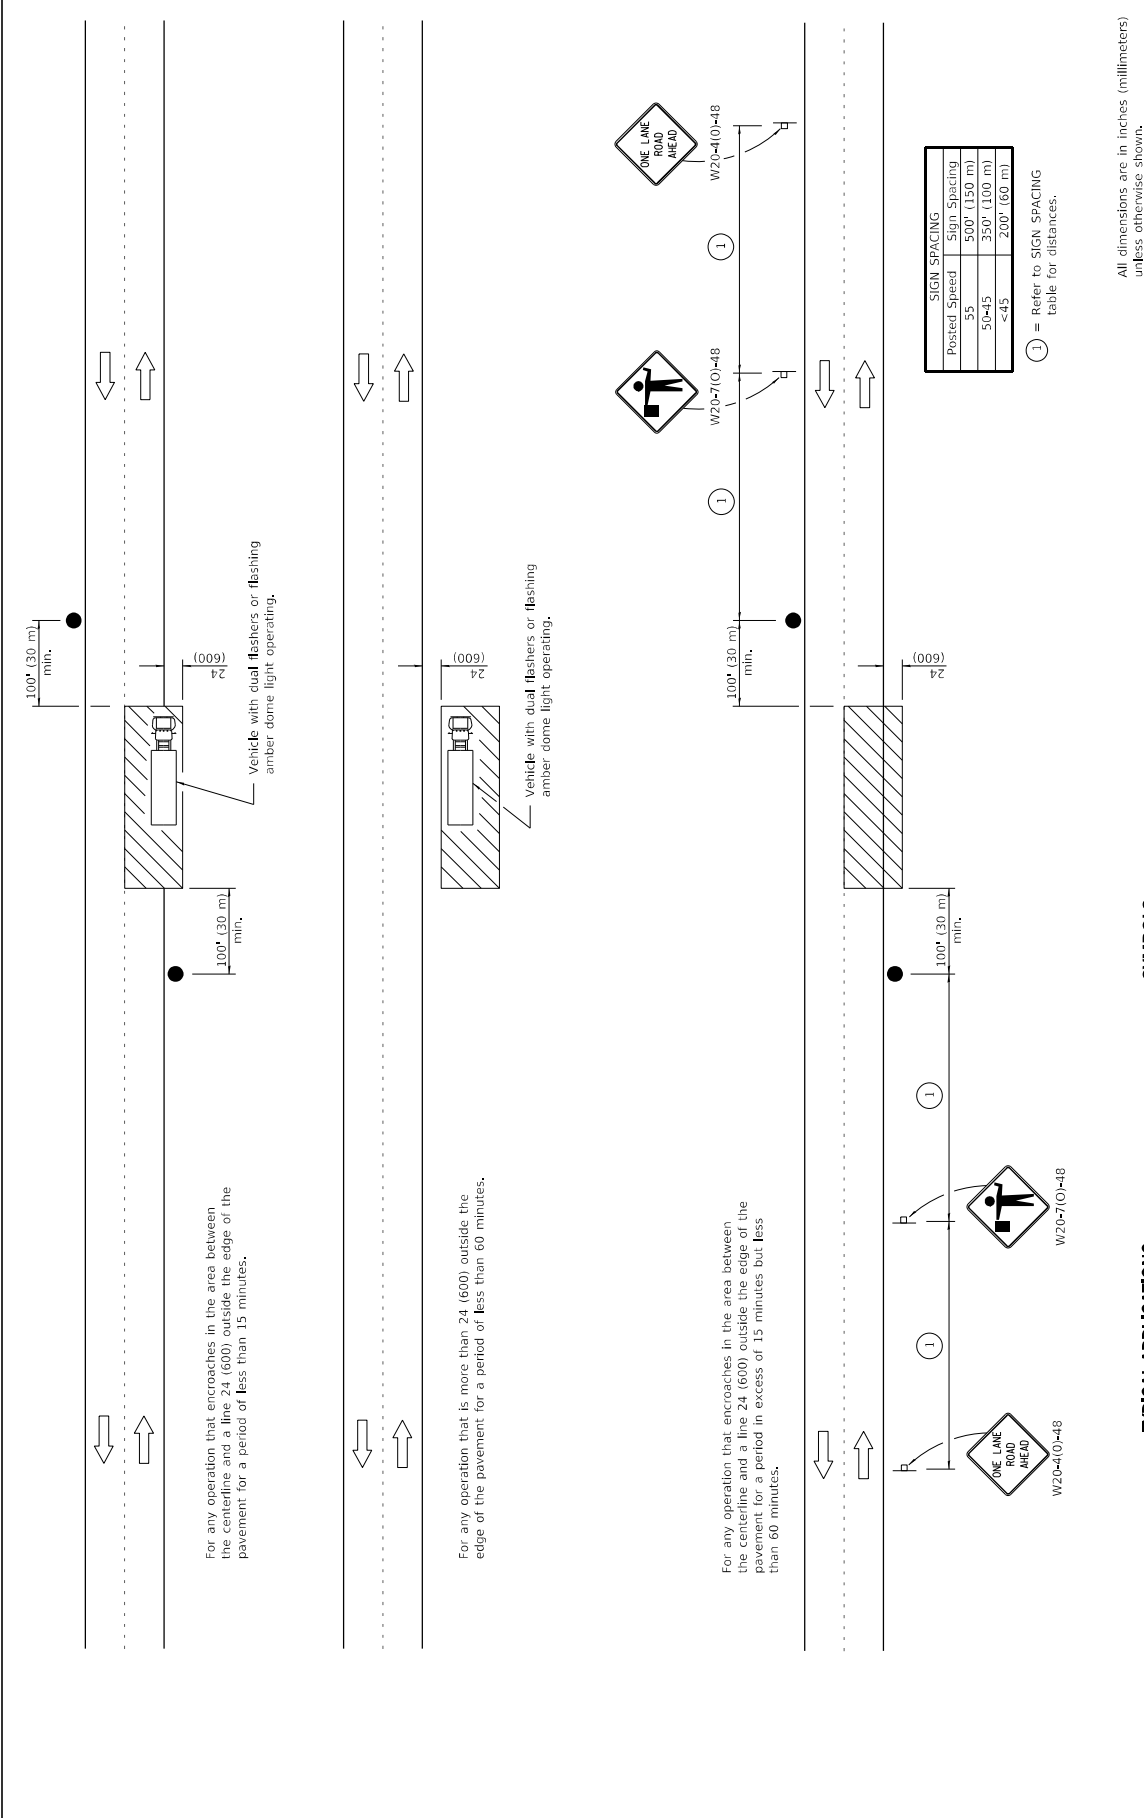 100' (30 m)
min.
24
(600)
Vehicle with dual flashers or flashing
amber dome light operating.
100' (30 m)
min.
For any operation that encroaches in the area between
the centerline and a line 24 (600) outside the edge of the
pavement for a period of less than 15 minutes.
24
(600)
Vehicle with dual flashers or flashing
amber dome light operating.
For any operation that is more than 24 (600) outside the
edge of the pavement for a period of less than 60 minutes.
ONE LANE
ROAD
AHEAD
W20-4(O)-48
W20-7(O)-48
1
1
100' (30 m)
min.
24
(600)
For any operation that encroaches in the area between
the centerline and a line 24 (600) outside the edge of the
pavement for a period in excess of 15 minutes but less
than 60 minutes.
100' (30 m)
min.
1
1
W20-7(O)-48
ONE LANE
ROAD
AHEAD
W20-4(O)-48
SIGN SPACING
Posted Speed Sign Spacing
55 500' (150 m)
50-45 350' (100 m)
<45 200' (60 m)
1 = Refer to SIGN SPACING
table for distances.
All dimensions are in inches (millimeters)
unless otherwise shown.